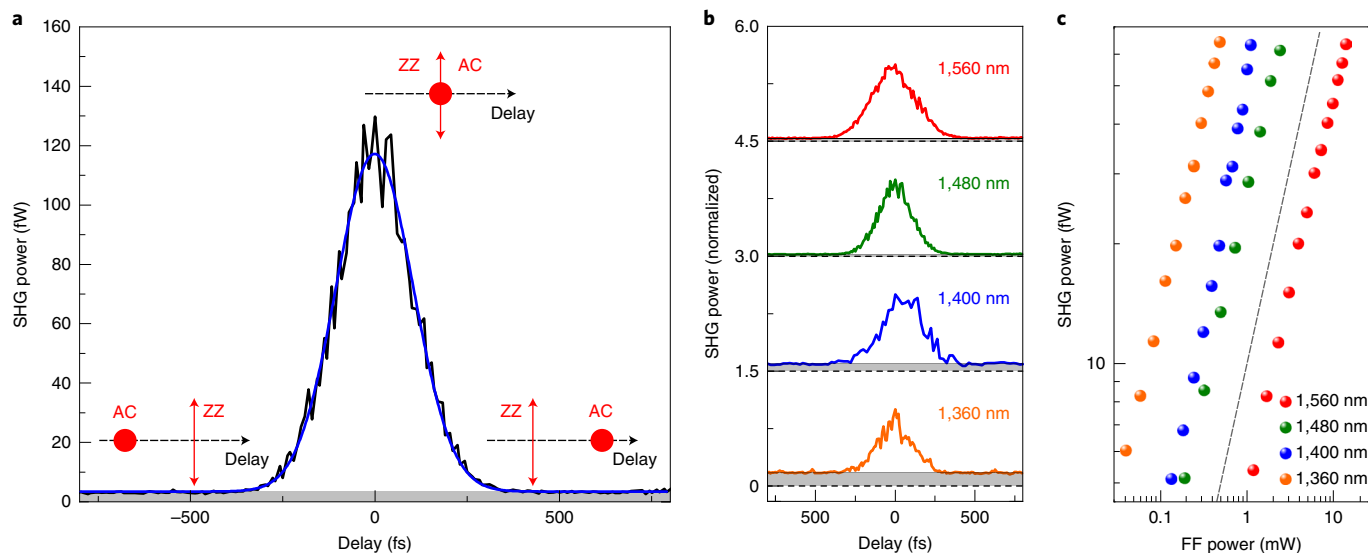 a
160
140
120
100
80
60
40
20
0
SHG power (fW)
−500
0
500
Delay (fs)
ZZ
AC
Delay
AC
ZZ
Delay
ZZ
AC
Delay
b
6.0
4.5
3.0
1.5
0
SHG power (normalized)
1,560 nm
1,480 nm
1,400 nm
1,360 nm
500
0
500
Delay (fs)
c
SHG power (fW)
10
1,560 nm
1,480 nm
1,400 nm
1,360 nm
0.1
1
10
FF power (mW)